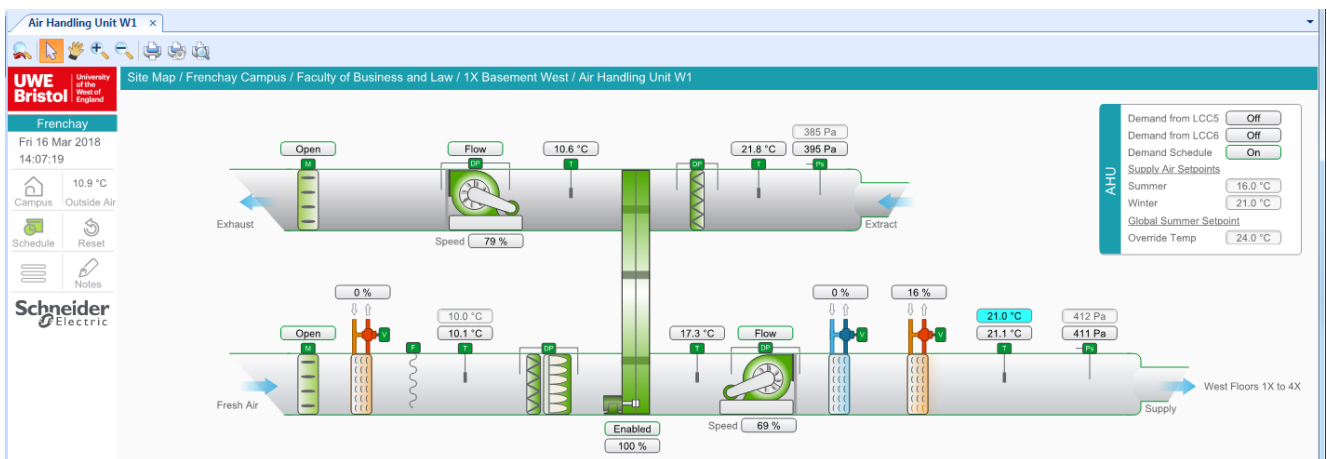 Air Handling Unit W1 ×
UWE Bristol University of the West of England
Site Map / Frenchay Campus / Faculty of Business and Law / 1X Basement West / Air Handling Unit W1
Frenchay
Fri 16 Mar 2018
14:07:19
10.9 °C
Campus Outside Air
Schedule Reset
Notes
Schneider
Electric
385 Pa
Open Flow 10.6 °C 21.8 °C 395 Pa
M DP T DP T Ps
Exhaust Extract
Speed 79 %
AHU
Demand from LCC5 Off
Demand from LCC6 Off
Demand Schedule On
Supply Air Setpoints
Summer 16.0 °C
Winter 21.0 °C
Global Summer Setpoint
Override Temp 24.0 °C
0 % 0 % 16 %
10.0 °C 21.0 °C 412 Pa
Open 10.1 °C 17.3 °C Flow 21.1 °C 411 Pa
V V V
M F T DP T DP T Ps
Fresh Air West Floors 1X to 4X
Supply
Enabled Speed 69 %
100 %